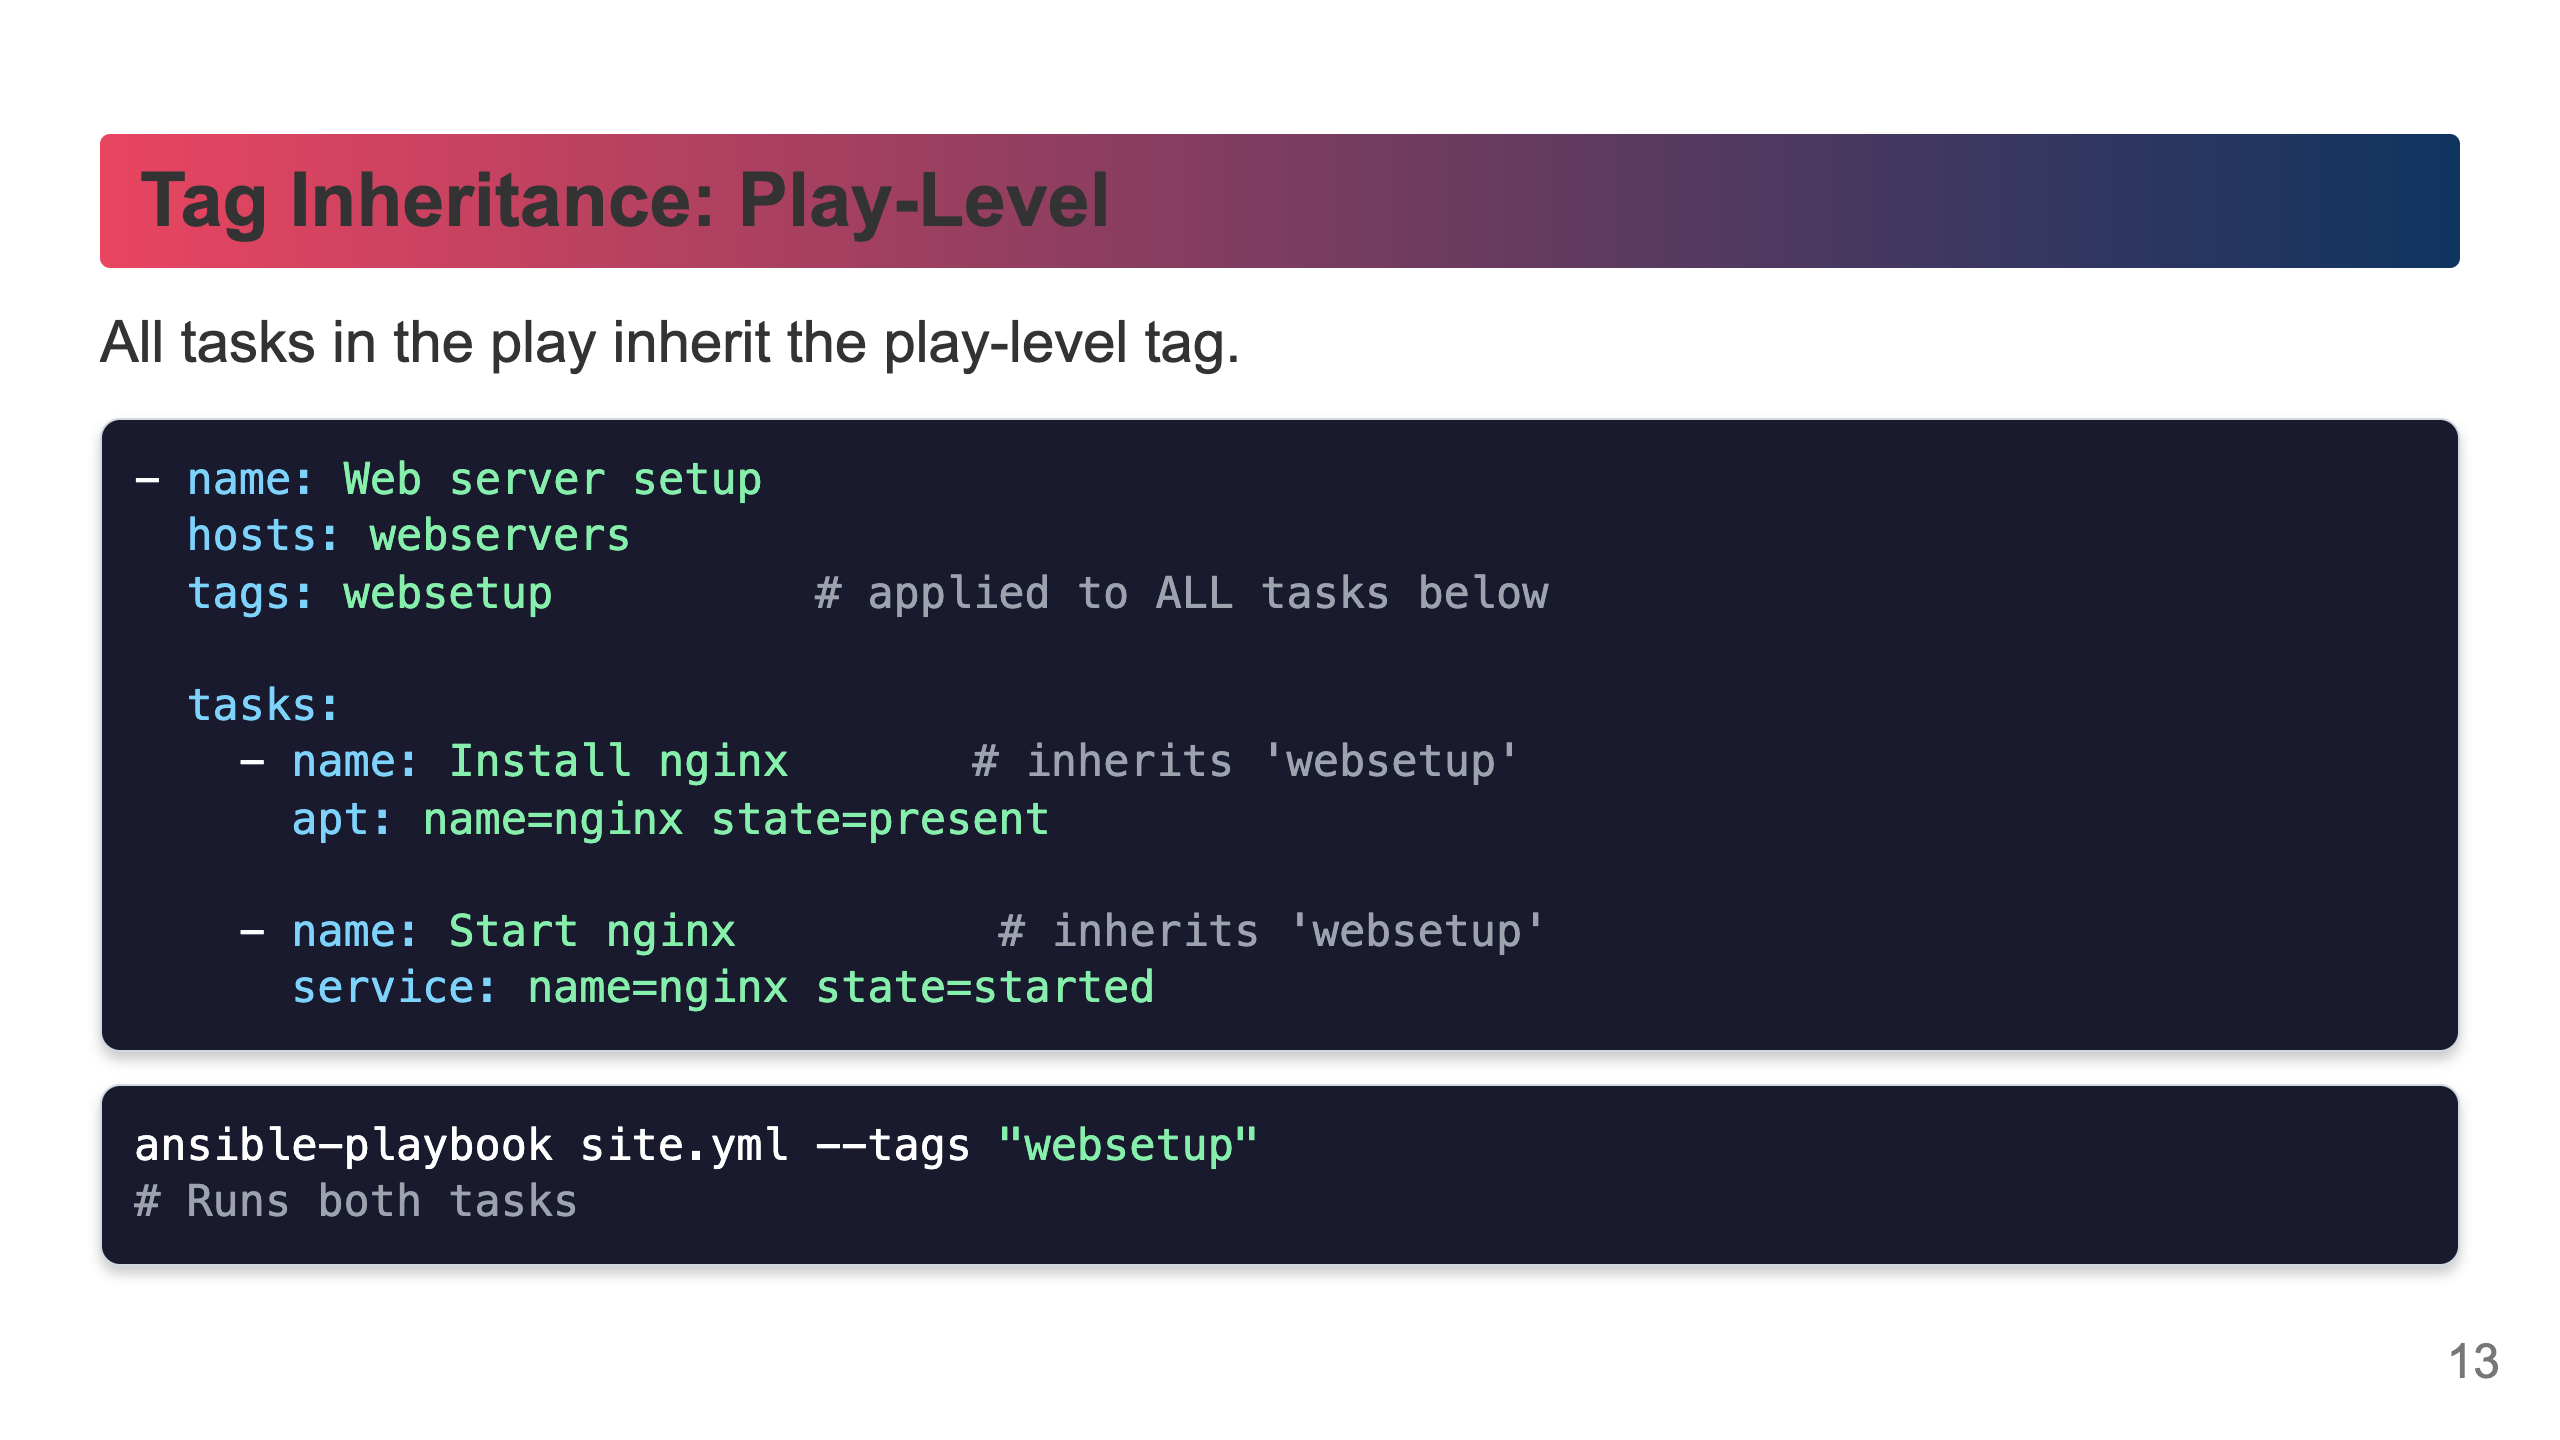 Tag Inheritance: Play-Level
All tasks in the play inherit the play-level tag.
- name: Web server setup
  hosts: webservers
  tags: websetup          # applied to ALL tasks below

  tasks:
    - name: Install nginx       # inherits 'websetup'
      apt: name=nginx state=present

    - name: Start nginx          # inherits 'websetup'
      service: name=nginx state=started
ansible-playbook site.yml --tags "websetup"
# Runs both tasks
13